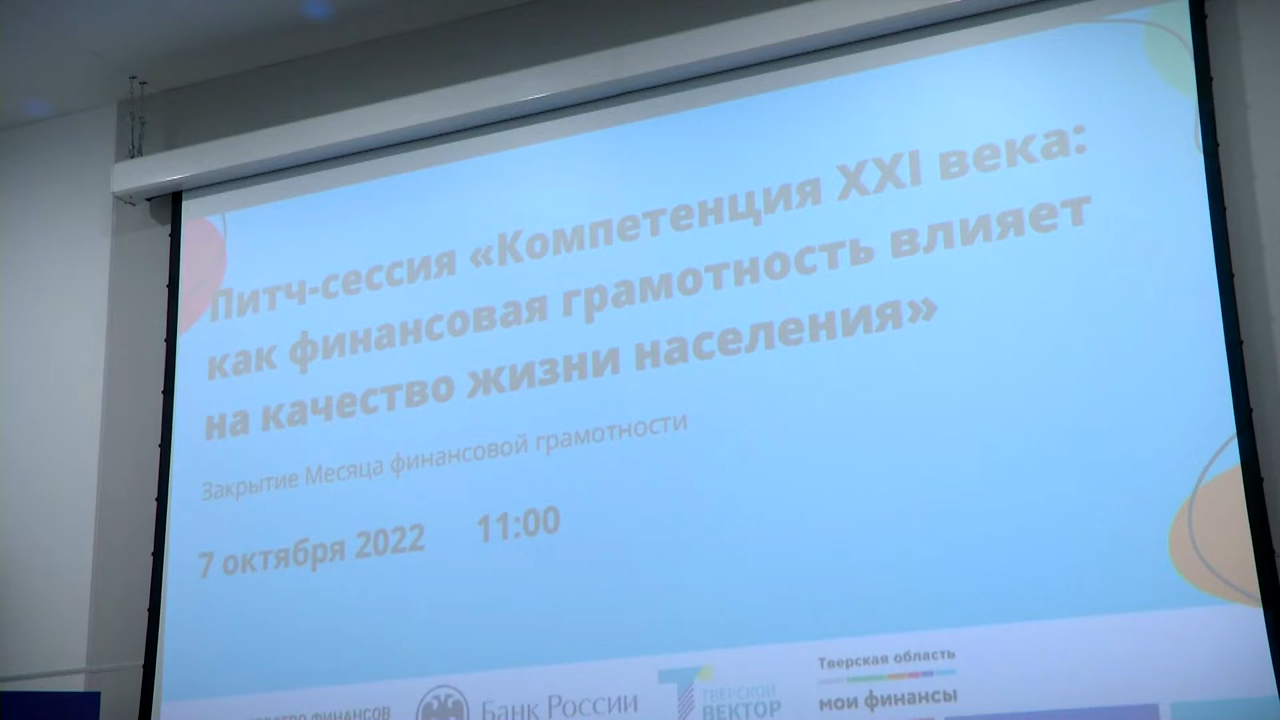 Питч-сессия «Компетенция XXI века:
как финансовая грамотность влияет
на качество жизни населения»
Закрытие Месяца финансовой грамотности
7 октября 2022 11:00
ФИНАНСОВ
Банк России
ТВЕРСКОЙ
ВЕКТОР
Тверская область
мои финансы